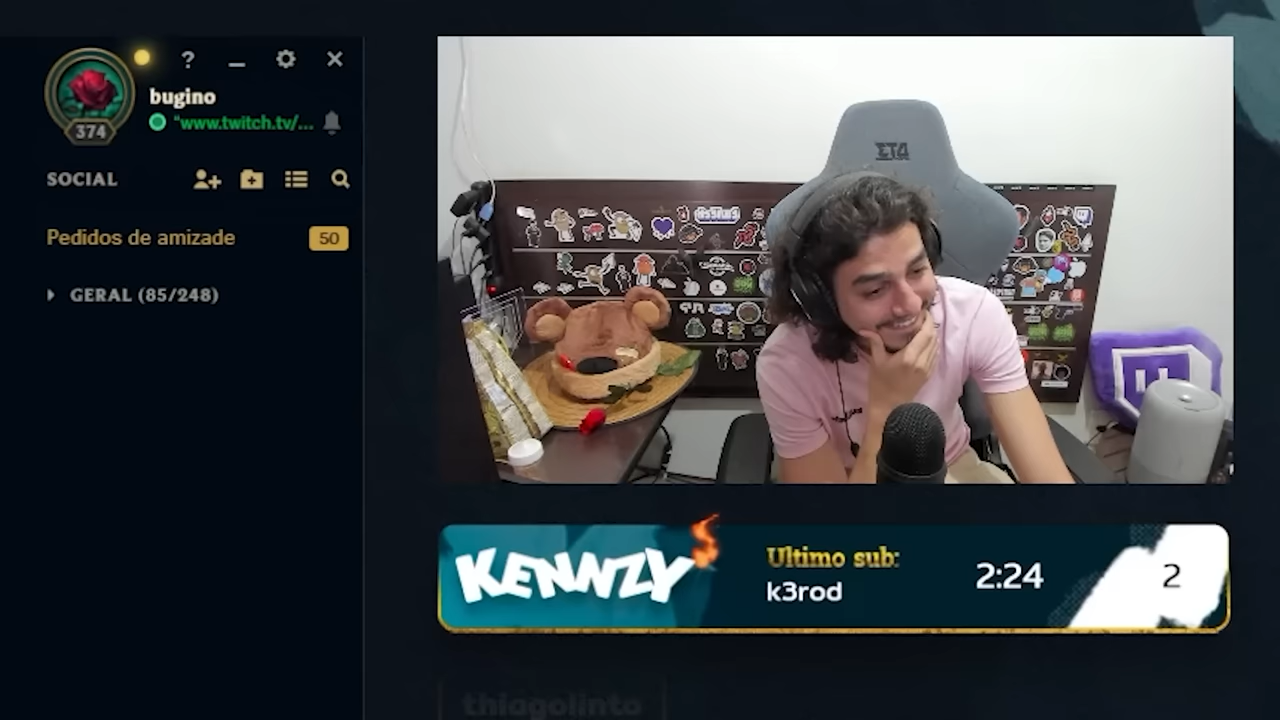 ?
bugino
374
"www.twitch.tv/...
SOCIAL
Pedidos de amizade
50
GERAL (85/248)
ETA
KENNZY
Ultimo sub:
k3rod
2:24
2
thiagolinto